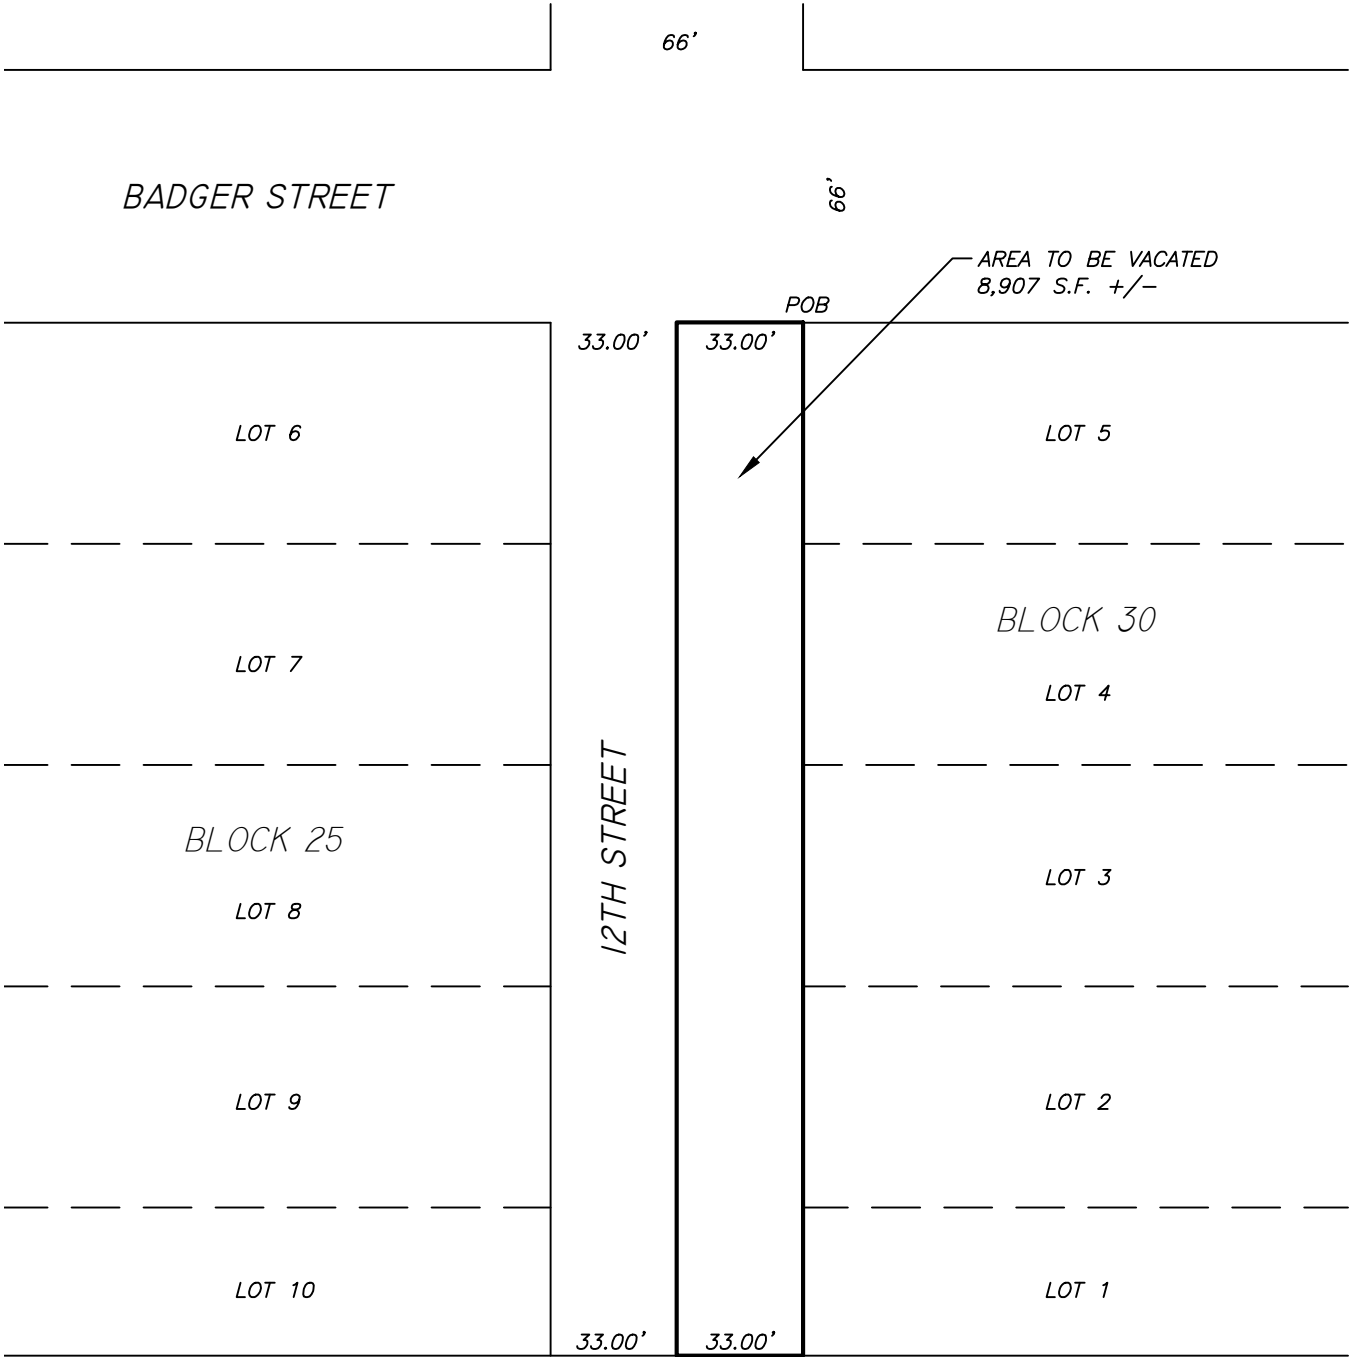 66'
BADGER STREET
66'
AREA TO BE VACATED
8,907 S.F. +/-
POB
33.00'
33.00'
LOT 6
LOT 5
BLOCK 30
LOT 7
LOT 4
12TH STREET
BLOCK 25
LOT 3
LOT 8
LOT 9
LOT 2
LOT 10
LOT 1
33.00'
33.00'